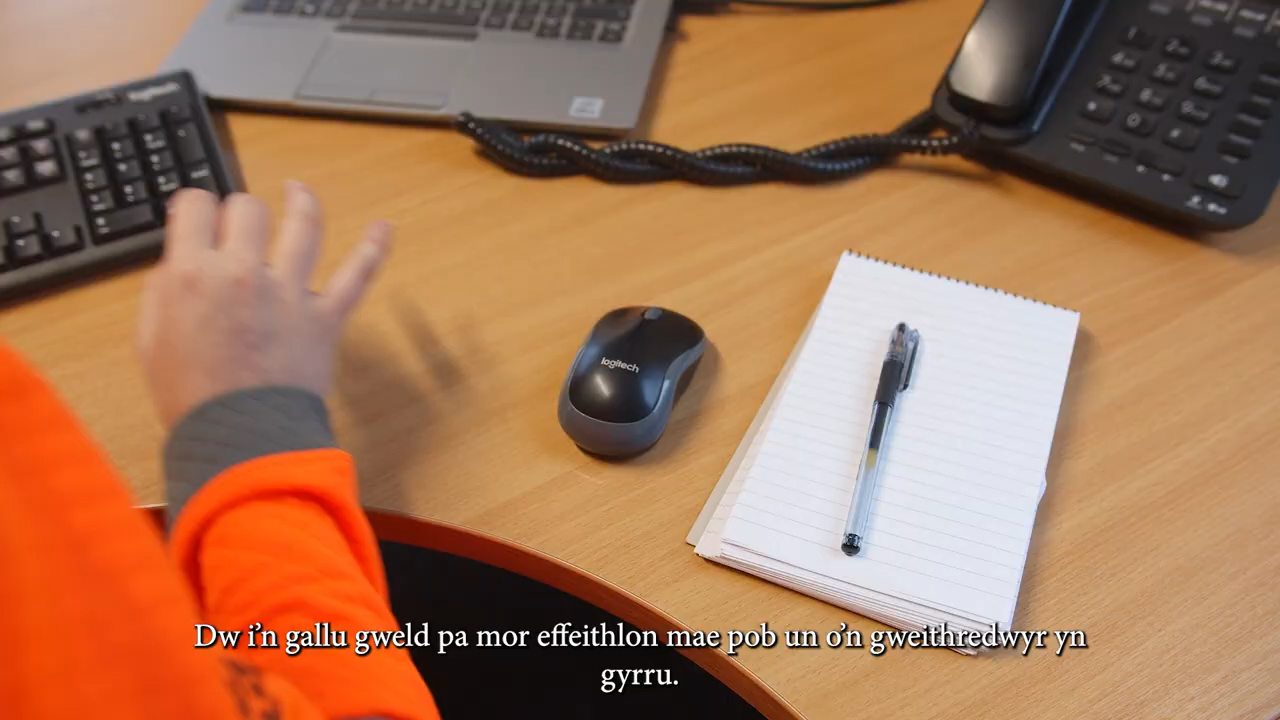 logitech
logitech
Dw i'n gallu gweld pa mor effeithlon mae pob un o'n gweithredwyr yn
gyrru.